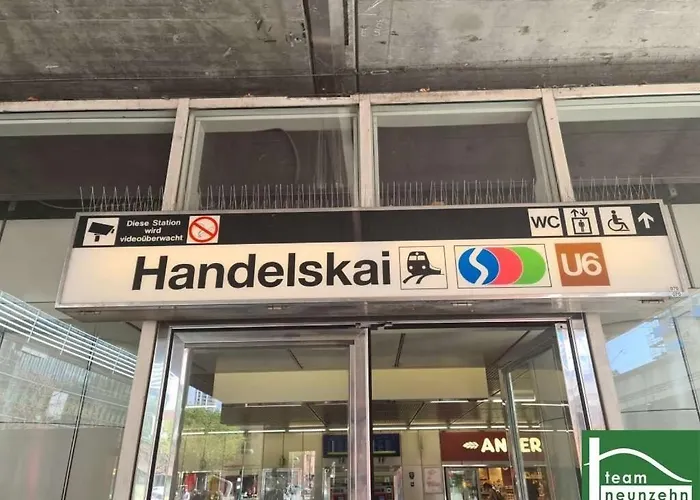 Diese Station
wird
videoüberwacht
WC
Handelskai
U6
ANKER
team
neunzehn